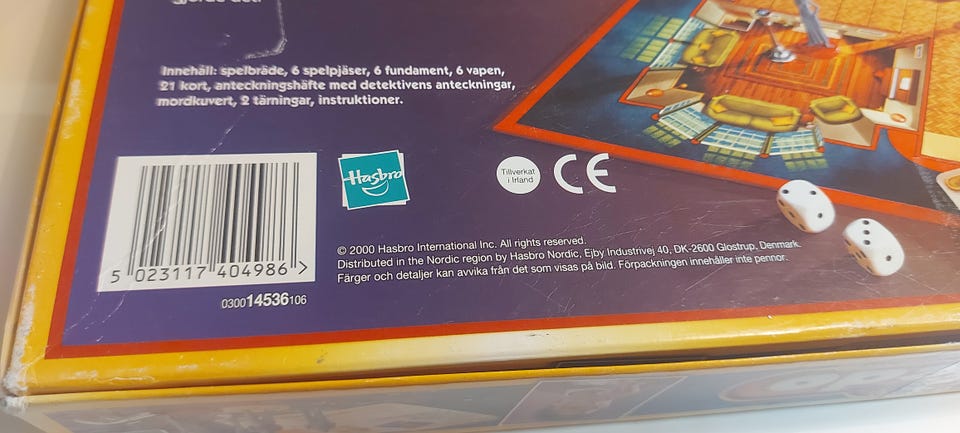 gjorde det!
Innehåll: spelbräde, 6 spelpjäser, 6 fundament, 6 vapen,
21 kort, anteckningshäfte med detektivens anteckningar,
mordkuvert, 2 tärningar, instruktioner.
Hasbro
Tillverkat
i Irland
CE
© 2000 Hasbro International Inc. All rights reserved.
Distributed in the Nordic region by Hasbro Nordic, Ejby Industrivej 40, DK-2600 Glostrup, Denmark.
Färger och detaljer kan avvika från det som visas på bild. Förpackningen innehåller inte pennor.
5 023117 404986 >
030014536106